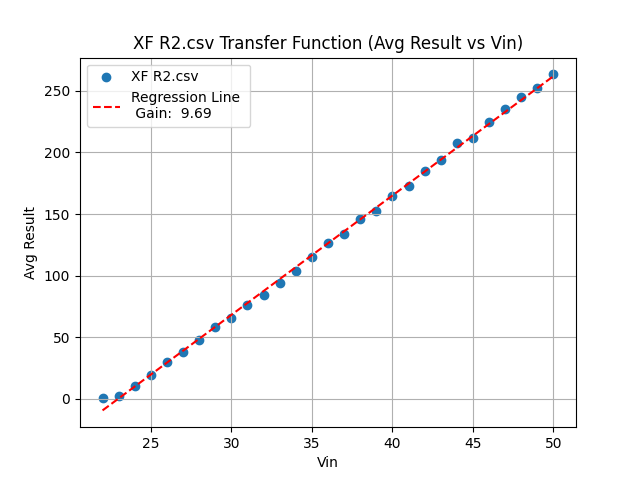 XF R2.csv Transfer Function (Avg Result vs Vin)
XF R2.csv
Regression Line
Gain:  9.69
250
200
150
100
50
0
Avg Result
25 30 35 40 45 50
Vin